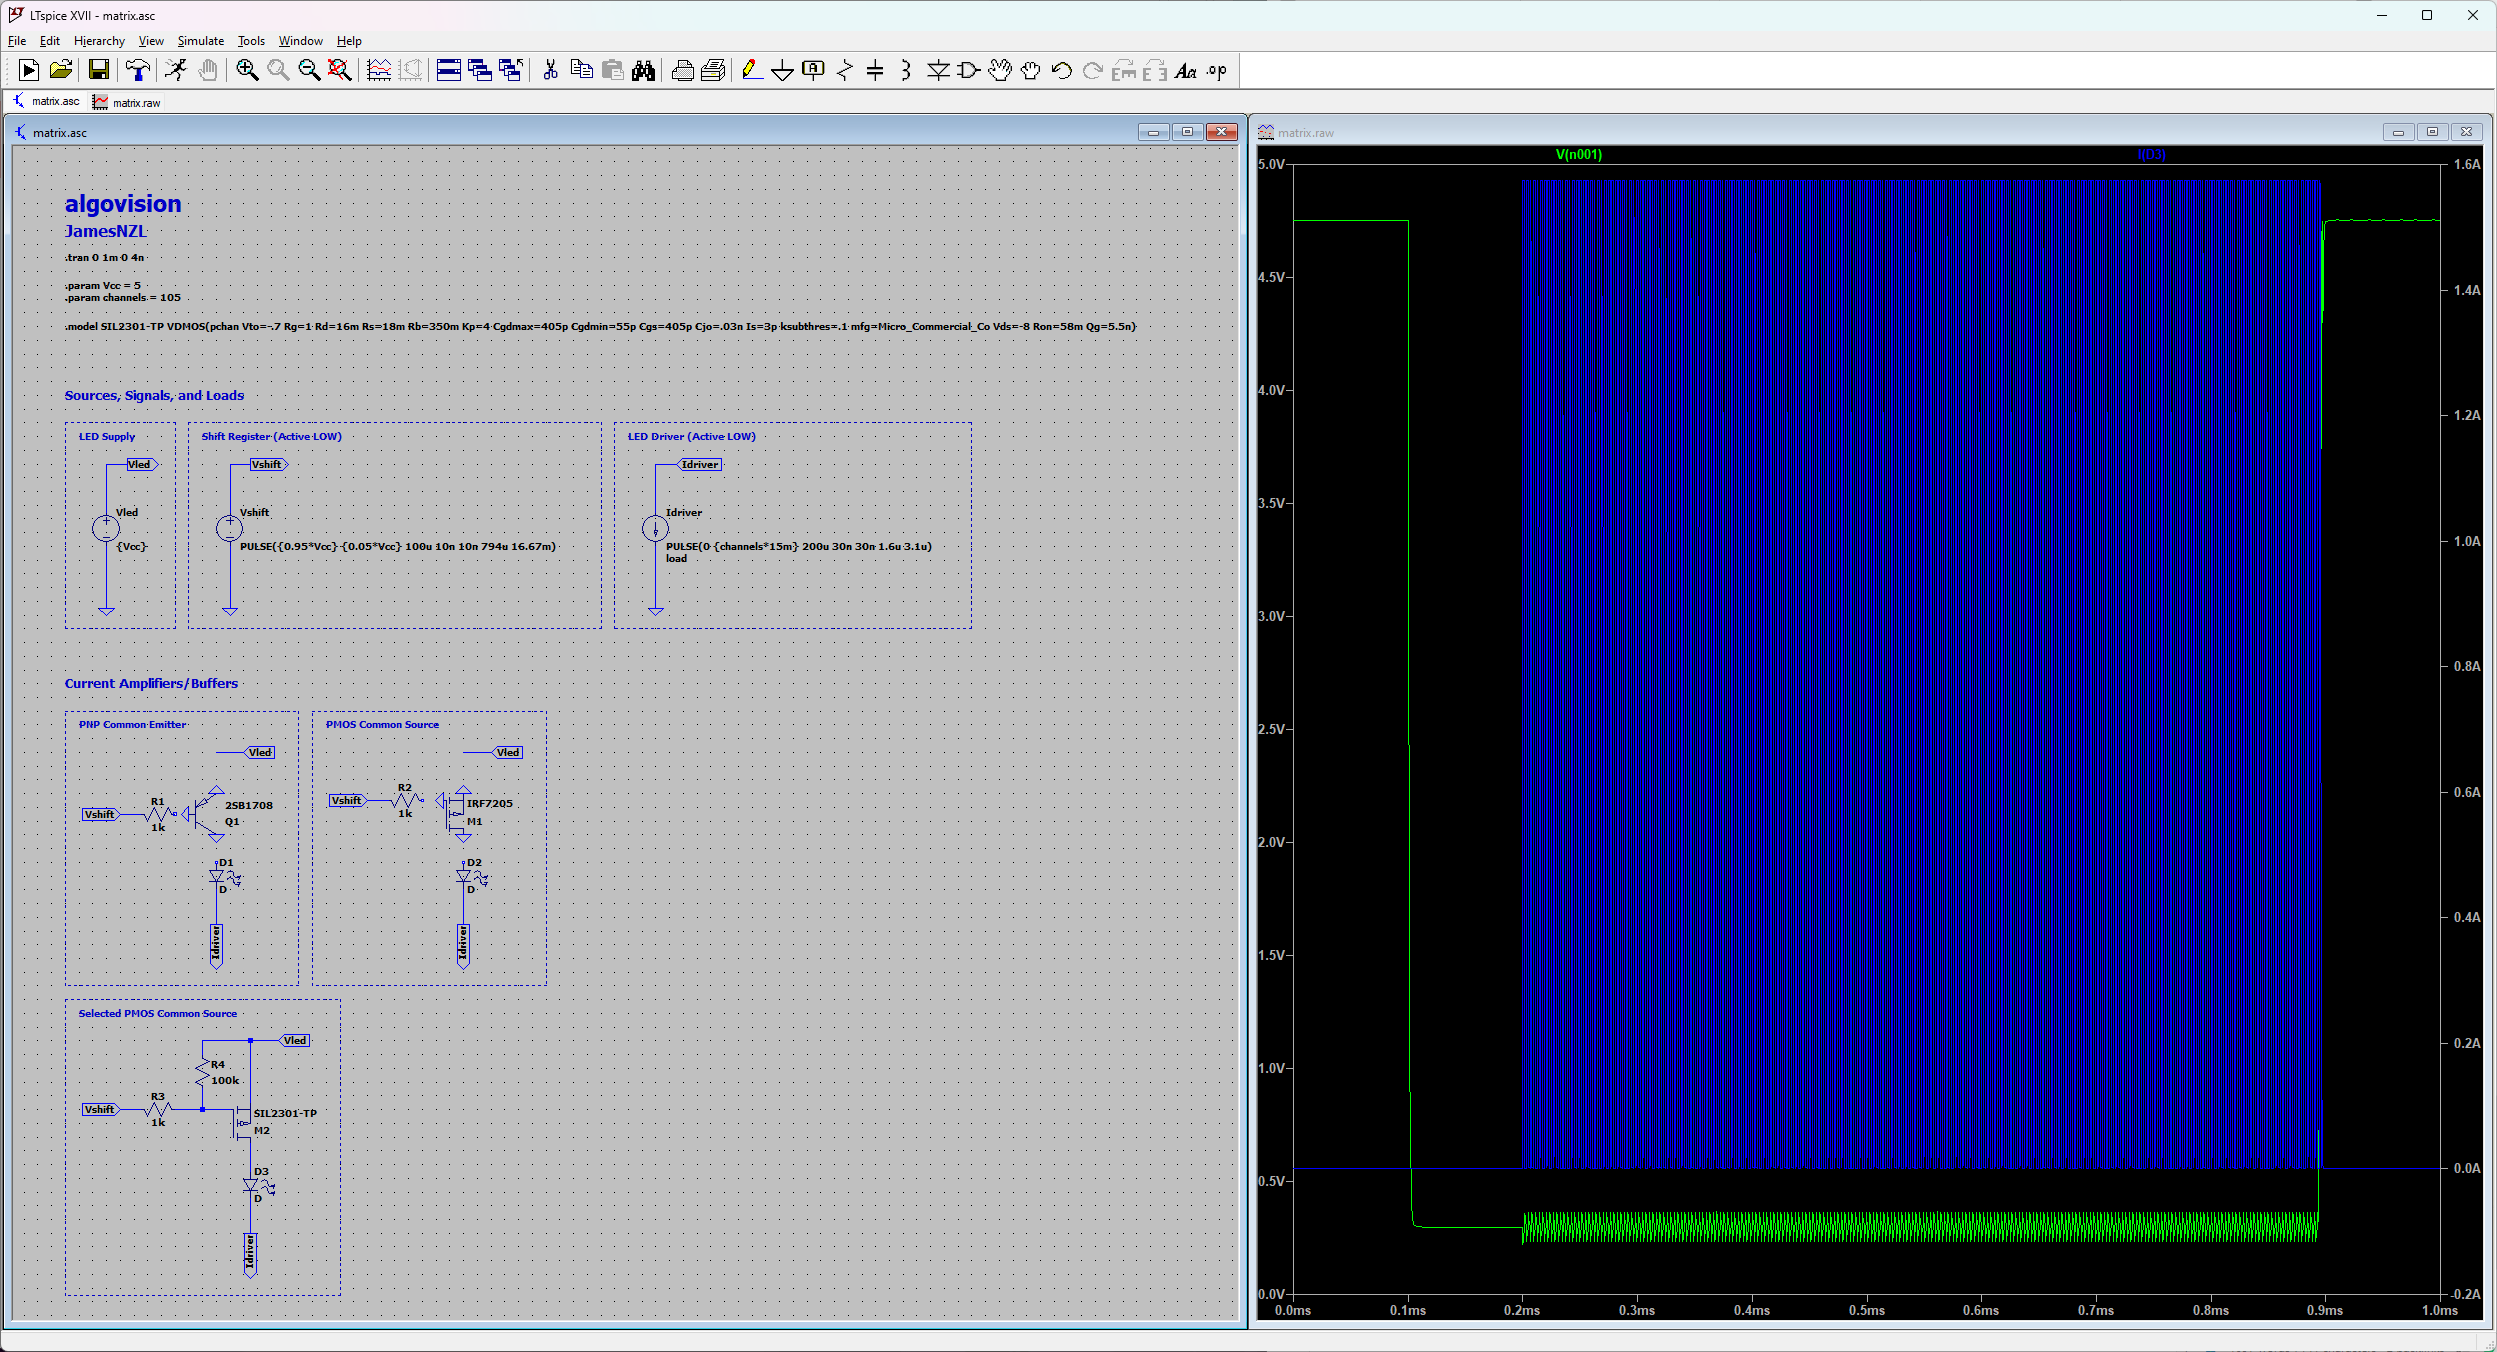 LTspice XVII - matrix.asc
File Edit Hierarchy View Simulate Tools Window Help
matrix.asc matrix.raw
matrix.asc
algovision
JamesNZL
.tran 0 1m 0 4n
.param Vcc = 5
.param channels = 105
.model SIL2301-TP VDMOS(pchan Vto=-.7 Rg=1 Rd=16m Rs=18m Rb=350m Kp=4 Cgdmax=405p Cgdmin=55p Cgs=405p Cjo=.03n Is=3p ksubthres=.1 mfg=Micro_Commercial_Co Vds=-8 Ron=58m Qg=5.5n)
Sources, Signals, and Loads
LED Supply
Vled
Vled
{Vcc}
Shift Register (Active LOW)
Vshift
Vshift
PULSE({0.95*Vcc} {0.05*Vcc} 100u 10n 10n 794u 16.67m)
LED Driver (Active LOW)
Idriver
Idriver
PULSE(0 {channels*15m} 200u 30n 30n 1.6u 3.1u)
load
Current Amplifiers/Buffers
PNP Common Emitter
Vled
Vshift
R1
1k
2SB1708
Q1
D1
D
Idriver
PMOS Common Source
Vled
Vshift
R2
1k
IRF7205
M1
D2
D
Idriver
Selected PMOS Common Source
Vled
R4
100k
Vshift
R3
1k
SIL2301-TP
M2
D3
D
Idriver
matrix.raw
V(n001) I(D3)
5.0V
4.5V
4.0V
3.5V
3.0V
2.5V
2.0V
1.5V
1.0V
0.5V
0.0V
1.6A
1.4A
1.2A
1.0A
0.8A
0.6A
0.4A
0.2A
0.0A
-0.2A
0.0ms 0.1ms 0.2ms 0.3ms 0.4ms 0.5ms 0.6ms 0.7ms 0.8ms 0.9ms 1.0ms